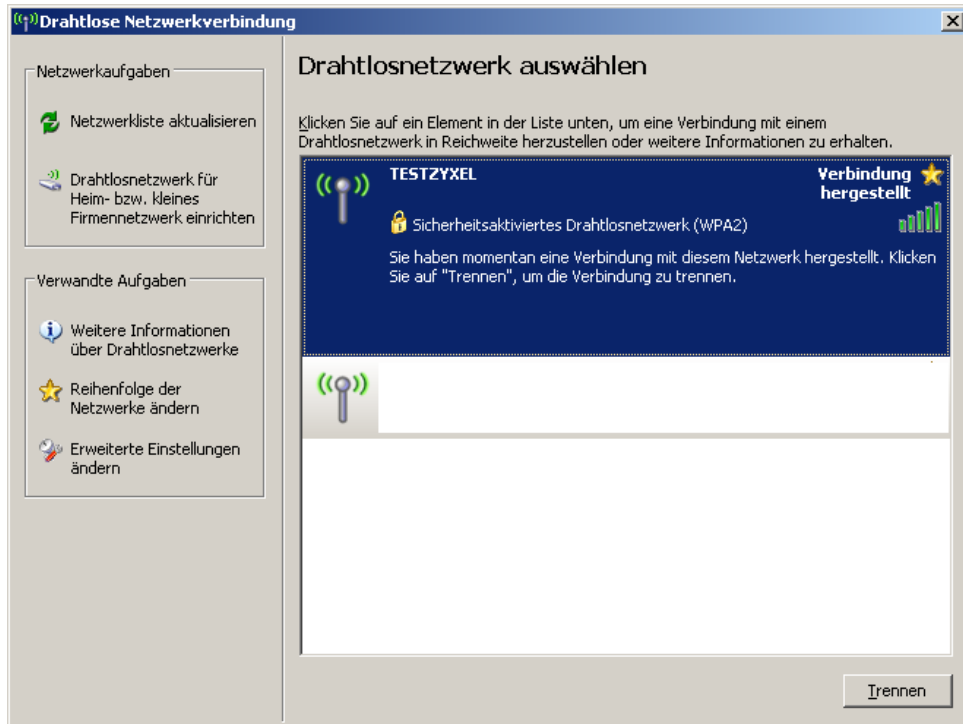 Drahtlose Netzwerkverbindung
Netzwerkaufgaben
Netzwerkliste aktualisieren
Drahtlosnetzwerk für
Heim- bzw. kleines
Firmennetzwerk einrichten
Verwandte Aufgaben
Weitere Informationen
über Drahtlosnetzwerke
Reihenfolge der
Netzwerke ändern
Erweiterte Einstellungen
ändern
Drahtlosnetzwerk auswählen
Klicken Sie auf ein Element in der Liste unten, um eine Verbindung mit einem
Drahtlosnetzwerk in Reichweite herzustellen oder weitere Informationen zu erhalten.
TESTZYXEL
Verbindung
hergestellt
Sicherheitsaktiviertes Drahtlosnetzwerk (WPA2)
Sie haben momentan eine Verbindung mit diesem Netzwerk hergestellt. Klicken
Sie auf "Trennen", um die Verbindung zu trennen.
Trennen